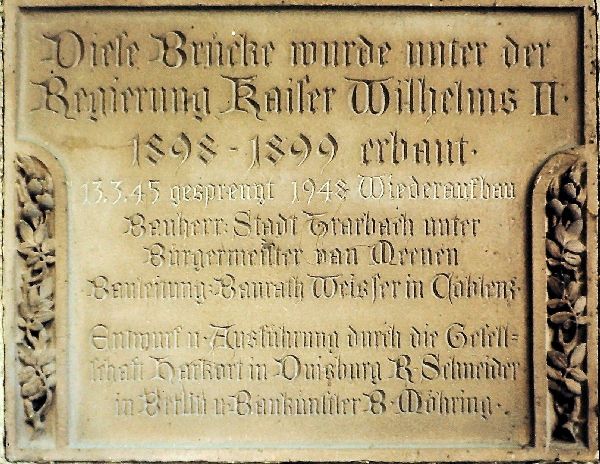 Diese Brücke wurde unter der
Regierung Kaiser Wilhelms II.
1898 - 1899 erbaut.
13.3.45 gesprengt 1948 Wiederaufbau
Bauherr: Stadt Trarbach unter
Bürgermeister van Meenen
Bauleitung: Baurath Weisser in Coblenz.
Entwurf u. Ausführung durch die Gesell=
schaft Harkort in Duisburg R. Schneider
in Berlin u. Baukünstler B. Möhring.